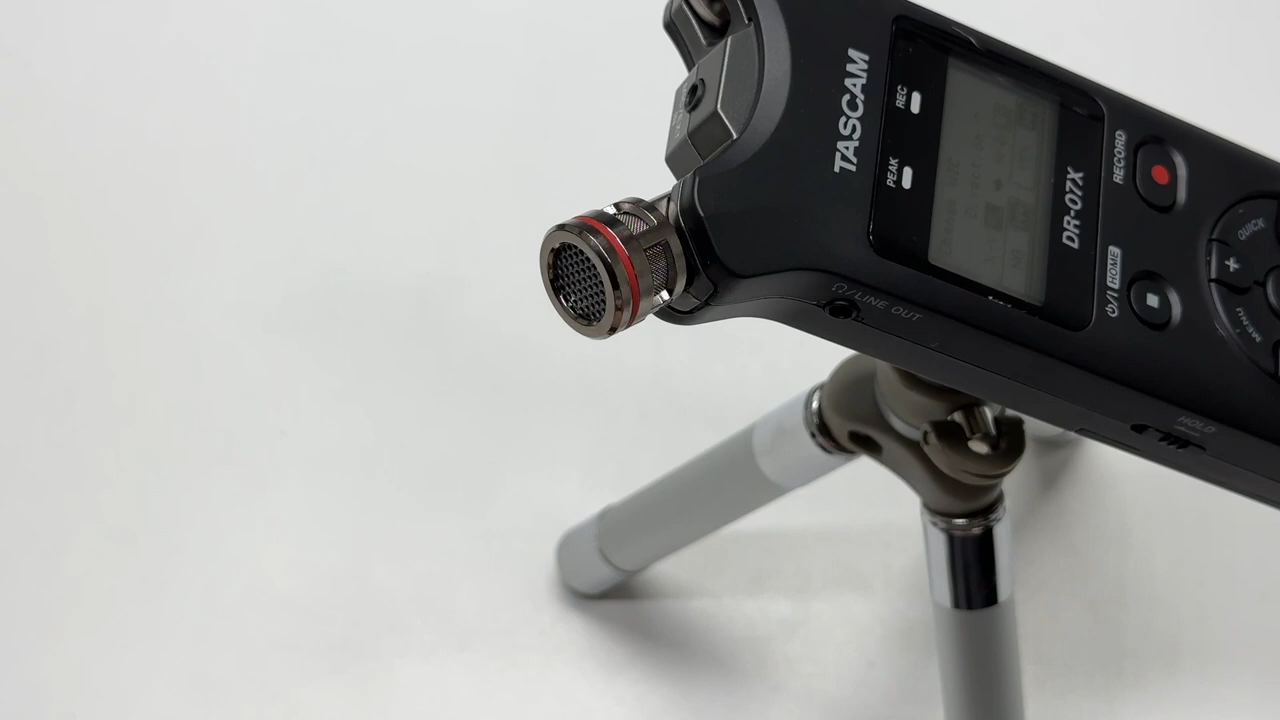 TASCAM
REC
PEAK
DR-07X
RECORD
HOME
QUICK
MENU
Ω/LINE OUT
HOLD